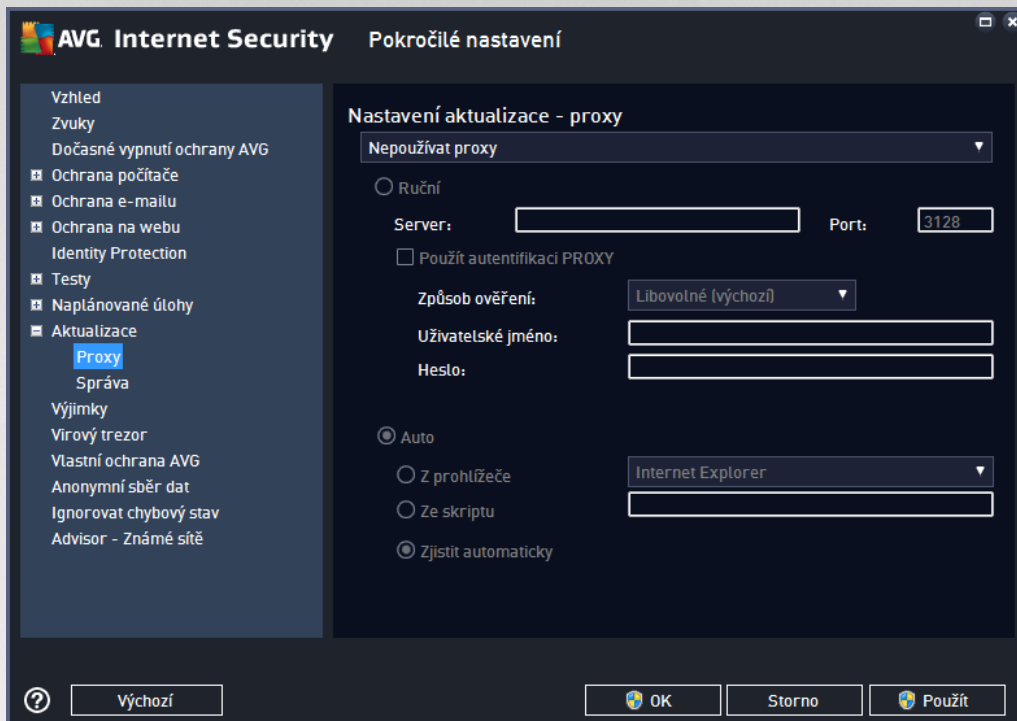 AVG. Internet Security Pokročilé nastavení
Vzhled
Zvuky
Dočasné vypnutí ochrany AVG
Ochrana počítače
Ochrana e-mailu
Ochrana na webu
Identity Protection
Testy
Naplánované úlohy
Aktualizace
Proxy
Správa
Výjimky
Virový trezor
Vlastní ochrana AVG
Anonymní sběr dat
Ignorovat chybový stav
Advisor - Známé sítě
Nastavení aktualizace - proxy
Nepoužívat proxy
Ruční
Server: Port: 3128
Použít autentifikaci PROXY
Způsob ověření: Libovolné (výchozí)
Uživatelské jméno:
Heslo:
Auto
Z prohlížeče Internet Explorer
Ze skriptu
Zjistit automaticky
? Výchozí OK Storno Použít